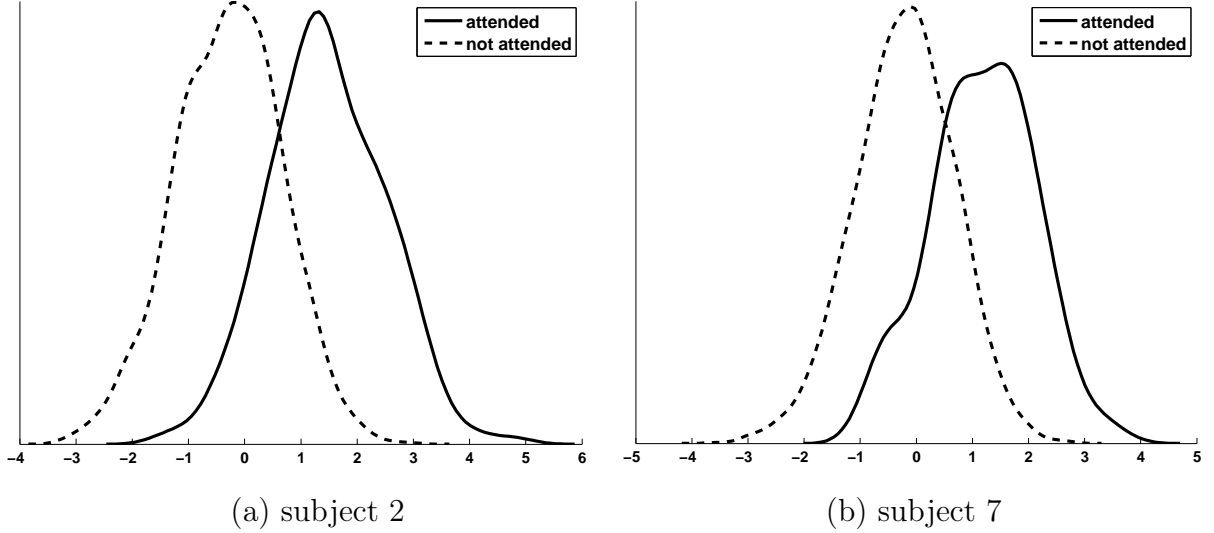 attended
not attended
−4 −3 −2 −1 0 1 2 3 4 5 6
(a) subject 2
attended
not attended
−5 −4 −3 −2 −1 0 1 2 3 4 5
(b) subject 7